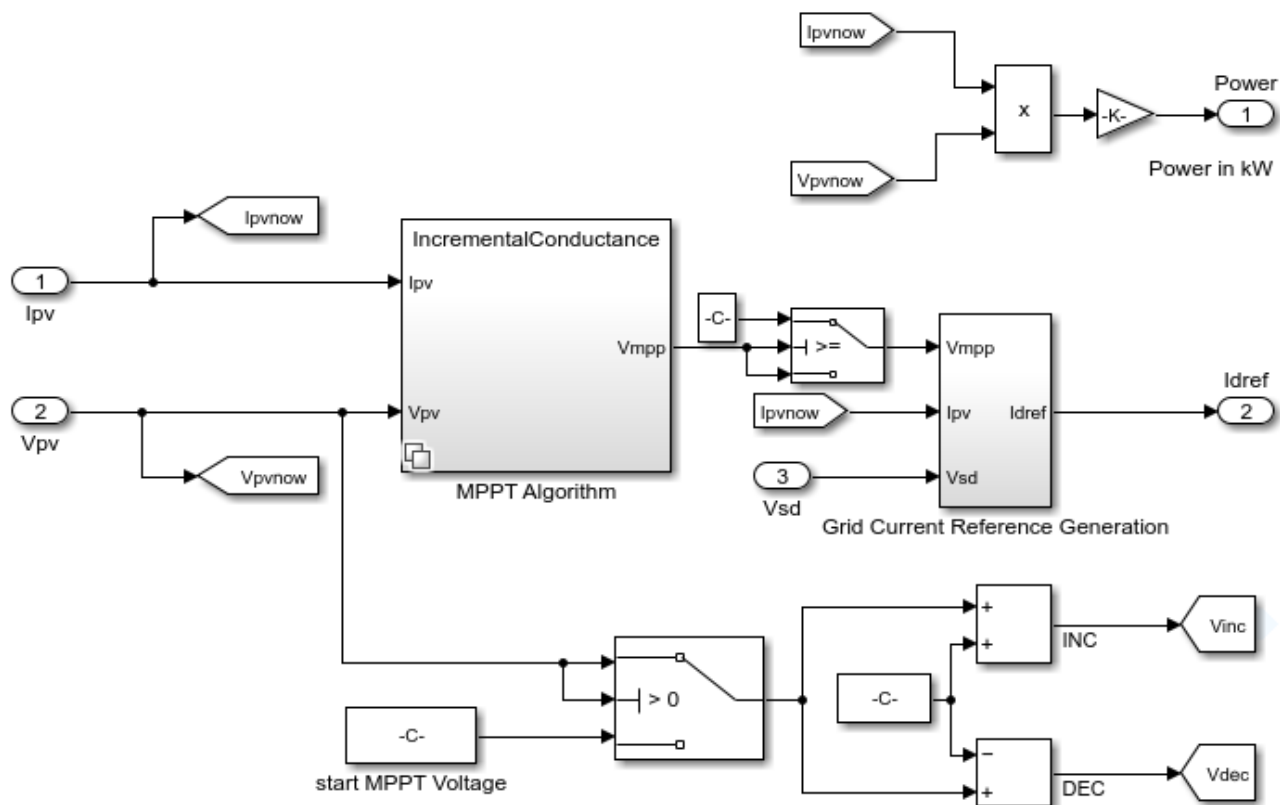 Ipvnow
Power
x
-K-
1
Vpvnow
Power in kW
Ipvnow
IncrementalConductance
1
Ipv
Ipv
-C-
Vmpp
>=
Vmpp
Idref
2
Vpv
Vpv
Ipvnow
Ipv
Idref
2
Vpvnow
MPPT Algorithm
3
Vsd
Vsd
Grid Current Reference Generation
+
+
INC
Vinc
> 0
-C-
-C-
start MPPT Voltage
−
+
DEC
Vdec